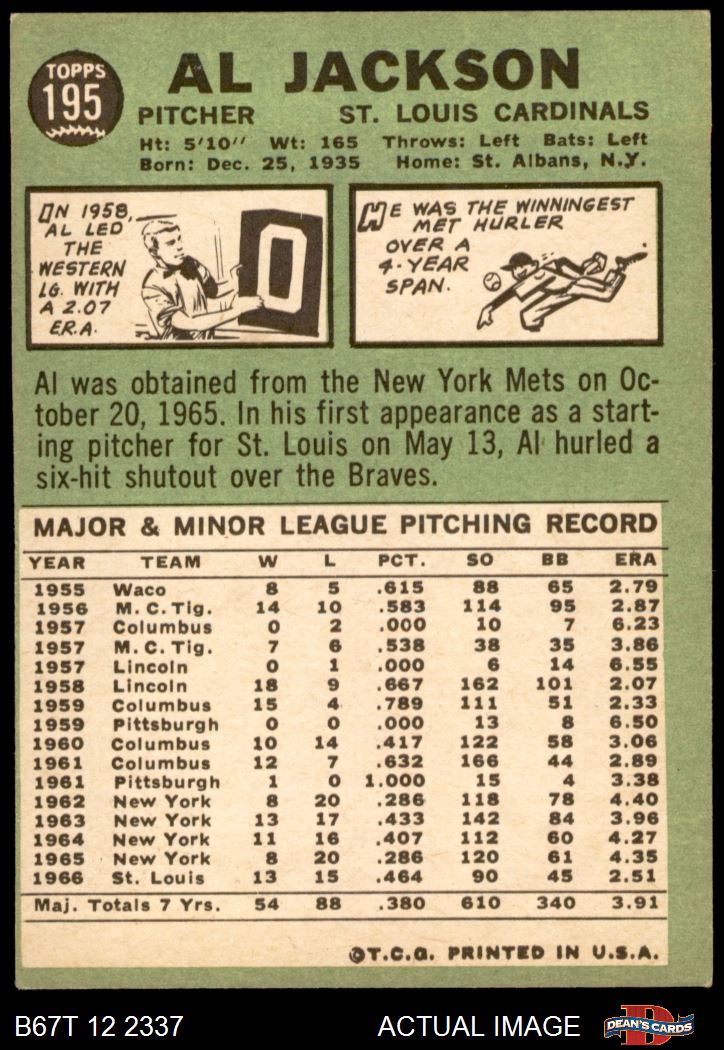 TOPPS
195
AL JACKSON
PITCHER ST. LOUIS CARDINALS
Ht: 5'10" Wt: 165 Throws: Left Bats: Left
Born: Dec. 25, 1935 Home: St. Albans, N.Y.
IN 1958,
AL LED
THE
WESTERN
LG. WITH
A 2.07
E.R.A.
0
HE WAS THE WINNINGEST
MET HURLER
OVER A
4-YEAR
SPAN.
Al was obtained from the New York Mets on Oc-
tober 20, 1965. In his first appearance as a start-
ing pitcher for St. Louis on May 13, Al hurled a
six-hit shutout over the Braves.
MAJOR & MINOR LEAGUE PITCHING RECORD
YEAR TEAM W L PCT. SO BB ERA
1955 Waco 8 5 .615 88 65 2.79
1956 M. C. Tig. 14 10 .583 114 95 2.87
1957 Columbus 0 2 .000 10 7 6.23
1957 M. C. Tig. 7 6 .538 38 35 3.86
1957 Lincoln 0 1 .000 6 14 6.55
1958 Lincoln 18 9 .667 162 101 2.07
1959 Columbus 15 4 .789 111 51 2.33
1959 Pittsburgh 0 0 .000 13 8 6.50
1960 Columbus 10 14 .417 122 58 3.06
1961 Columbus 12 7 .632 166 44 2.89
1961 Pittsburgh 1 0 1.000 15 4 3.38
1962 New York 8 20 .286 118 78 4.40
1963 New York 13 17 .433 142 84 3.96
1964 New York 11 16 .407 112 60 4.27
1965 New York 8 20 .286 120 61 4.35
1966 St. Louis 13 15 .464 90 45 2.51
Maj. Totals 7 Yrs. 54 88 .380 610 340 3.91
©T.C.G. PRINTED IN U.S.A.
B67T 12 2337 ACTUAL IMAGE D DEAN'S CARDS